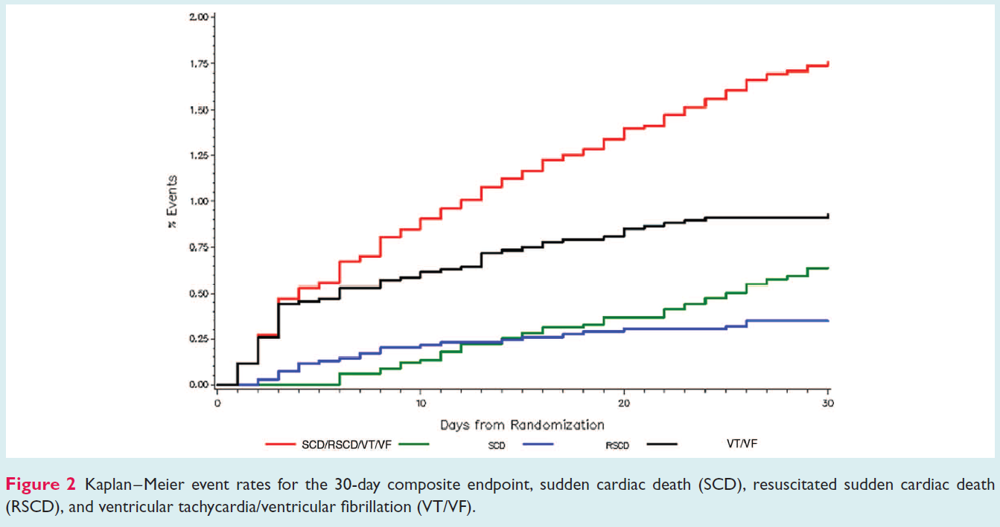 2.00
1.75
1.50
1.25
1.00
0.75
0.50
0.25
0.00
% Events
0 10 20 30
Days from Randomization
SCD/RSCD/VT/VF SCD RSCD VT/VF
Figure 2 Kaplan–Meier event rates for the 30-day composite endpoint, sudden cardiac death (SCD), resuscitated sudden cardiac death
(RSCD), and ventricular tachycardia/ventricular fibrillation (VT/VF).